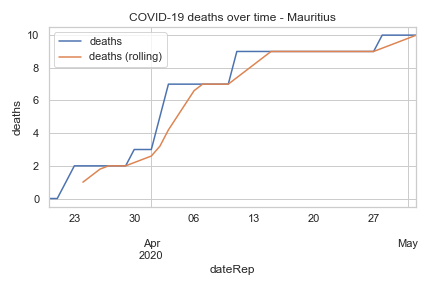 COVID-19 deaths over time - Mauritius
deaths
deaths (rolling)
10
8
6
4
2
0
deaths
23
30
06
13
20
27
Apr
2020
May
dateRep